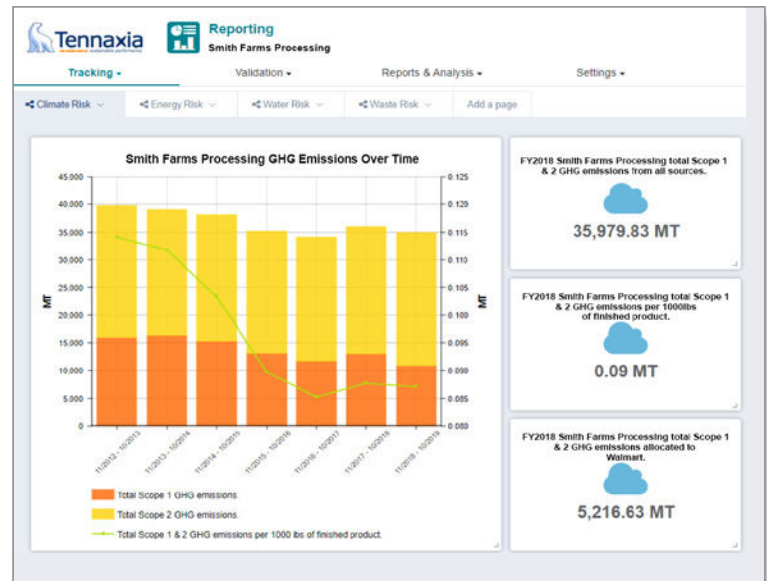 Tennaxia
Reporting
Smith Farms Processing
Tracking
Validation
Reports & Analysis
Settings
Climate Risk
Energy Risk
Water Risk
Waste Risk
Add a page
Smith Farms Processing GHG Emissions Over Time
45,000
40,000
35,000
30,000
25,000
20,000
15,000
10,000
5,000
0
MT
0.125
0.120
0.115
0.110
0.105
0.100
0.095
0.090
0.085
0.080
MT
11/2012 - 10/2013
11/2013 - 10/2014
11/2014 - 10/2015
11/2015 - 10/2016
11/2016 - 10/2017
11/2017 - 10/2018
11/2018 - 10/2019
Total Scope 1 GHG emissions
Total Scope 2 GHG emissions
Total Scope 1 & 2 GHG emissions per 1000 lbs of finished product
FY2018 Smith Farms Processing total Scope 1
& 2 GHG emissions from all sources.
35,979.83 MT
FY2018 Smith Farms Processing total Scope 1
& 2 GHG emissions per 1000lbs
of finished product.
0.09 MT
FY2018 Smith Farms Processing total Scope 1
& 2 GHG emissions allocated to
Walmart.
5,216.63 MT